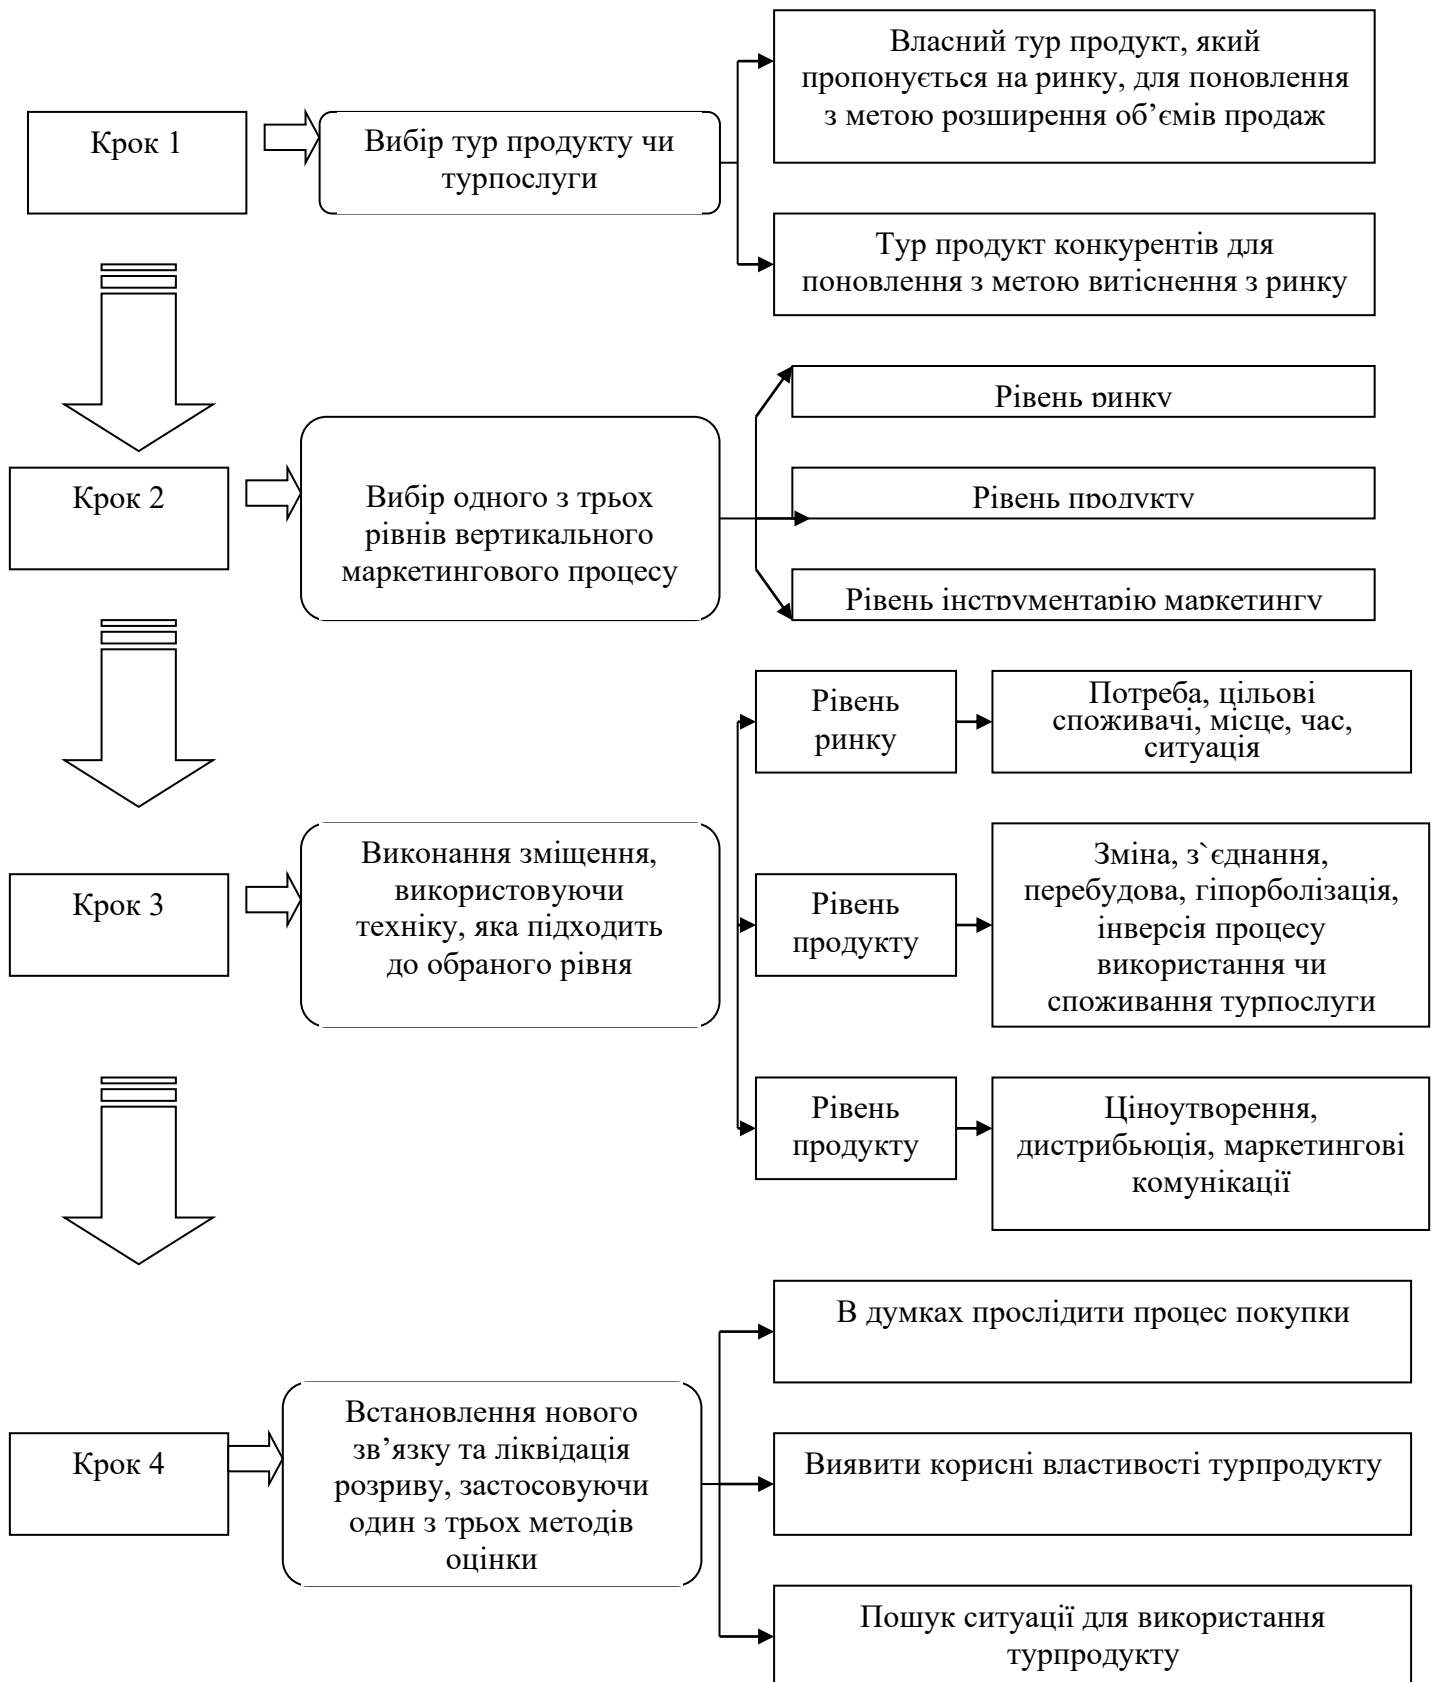 Крок 1
Вибір тур продукту чи
турпослуги
Власний тур продукт, який
пропонується на ринку, для поновлення
з метою розширення об’ємів продаж
Тур продукт конкурентів для
поновлення з метою витіснення з ринку
Крок 2
Вибір одного з трьох
рівнів вертикального
маркетингового процесу
Рівень ринку
Рівень продукту
Рівень інструментарію маркетингу
Крок 3
Виконання зміщення,
використовуючи
техніку, яка підходить
до обраного рівня
Рівень
ринку
Потреба, цільові
споживачі, місце, час,
ситуація
Рівень
продукту
Зміна, з`єднання,
перебудова, гіпорболізація,
інверсія процесу
використання чи
споживання турпослуги
Рівень
продукту
Ціноутворення,
дистрибьюція, маркетингові
комунікації
Крок 4
Встановлення нового
зв’язку та ліквідація
розриву, застосовуючи
один з трьох методів
оцінки
В думках прослідити процес покупки
Виявити корисні властивості турпродукту
Пошук ситуації для використання
турпродукту